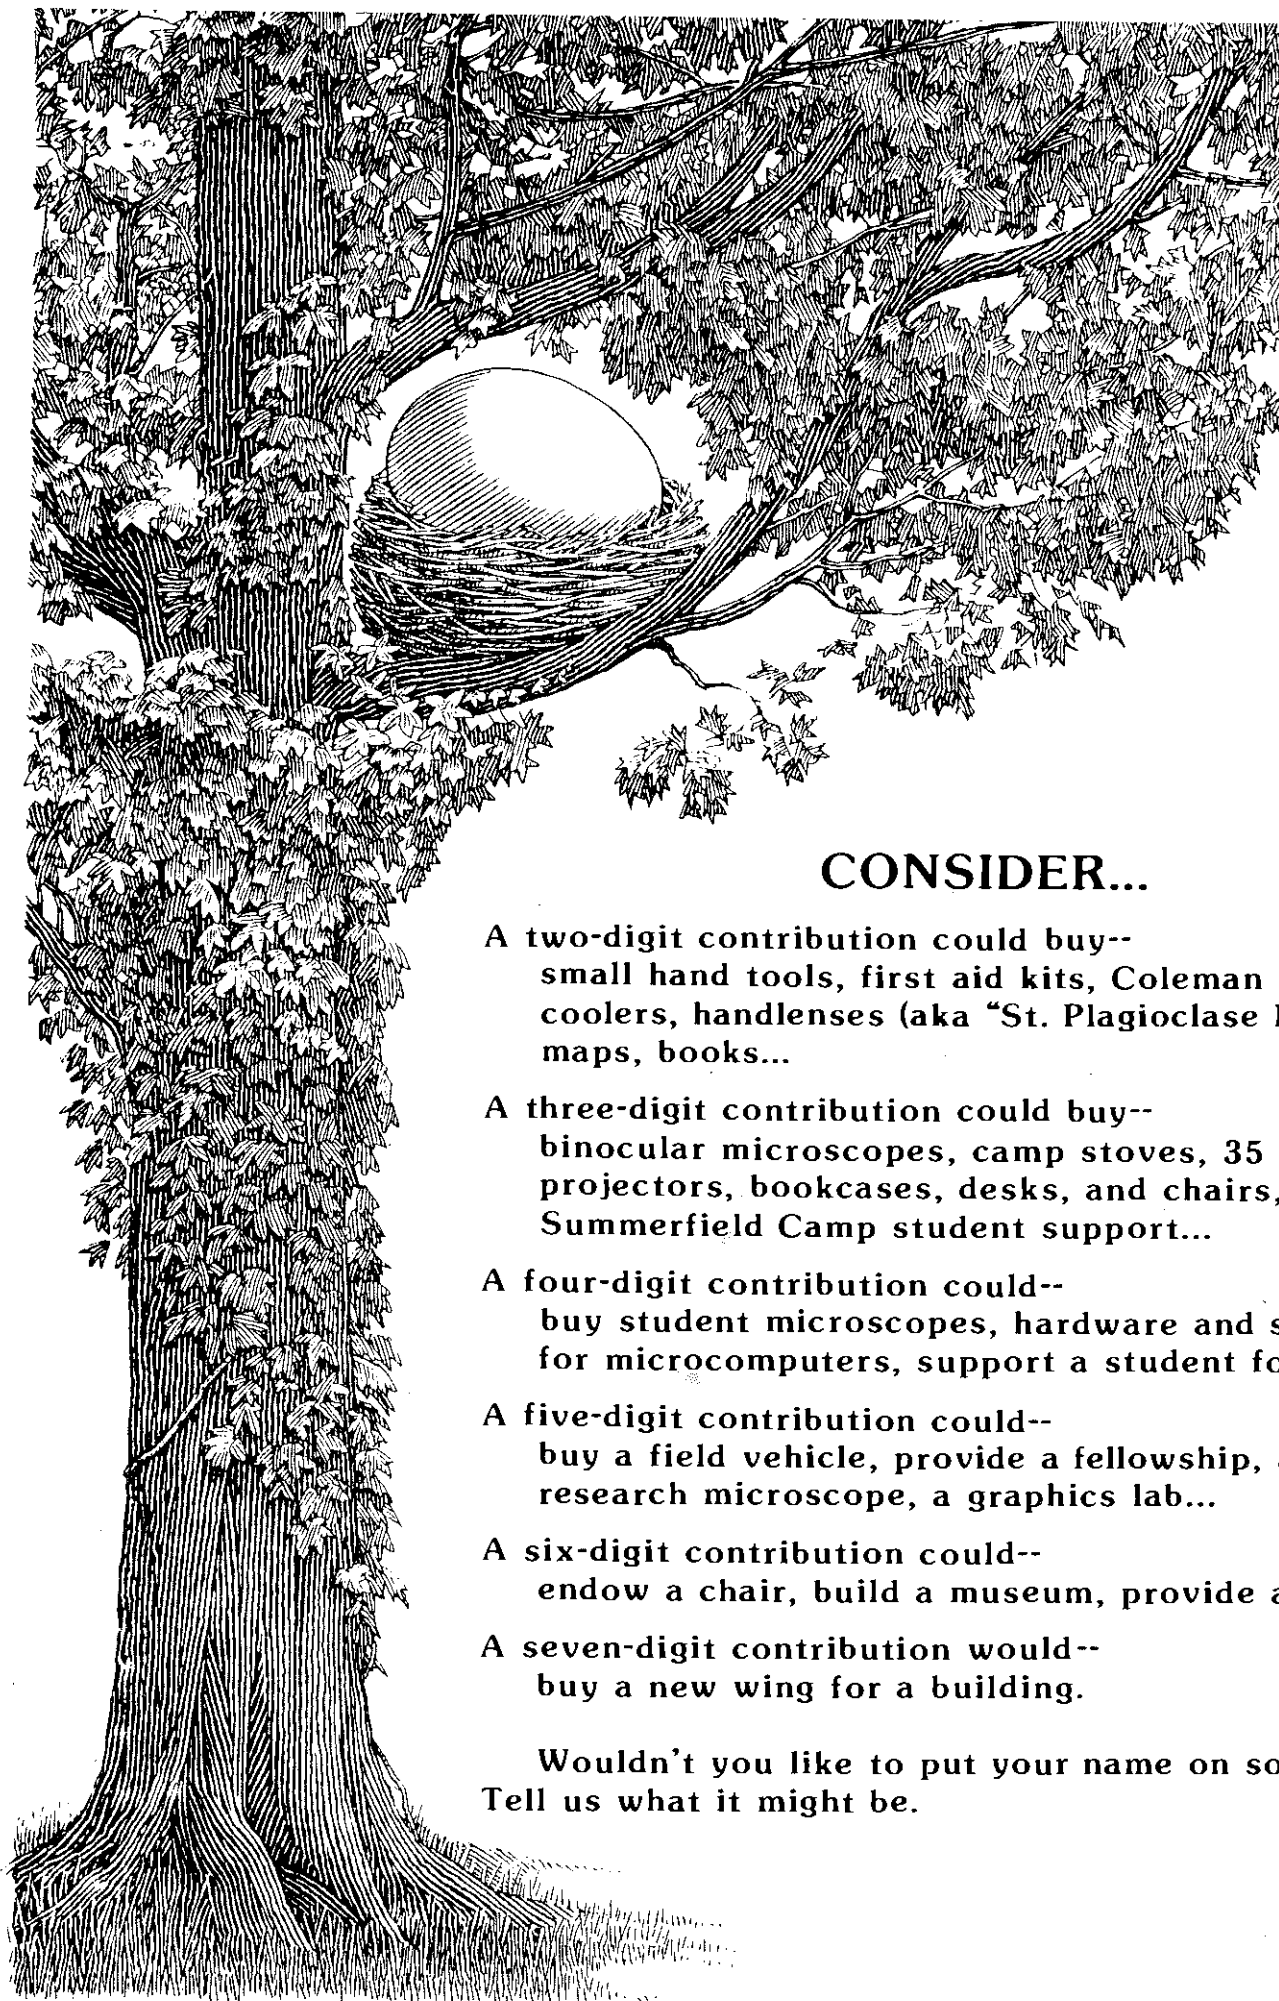 CONSIDER...
A two-digit contribution could buy--
small hand tools, first aid kits, Coleman
coolers, handlenses (aka "St. Plagioclase
maps, books...
A three-digit contribution could buy--
binocular microscopes, camp stoves, 35
projectors, bookcases, desks, and chairs,
Summerfield Camp student support...
A four-digit contribution could--
buy student microscopes, hardware and
for microcomputers, support a student
A five-digit contribution could--
buy a field vehicle, provide a fellowship,
research microscope, a graphics lab...
A six-digit contribution could--
endow a chair, build a museum, provide
A seven-digit contribution would--
buy a new wing for a building.
Wouldn't you like to put your name on
Tell us what it might be.